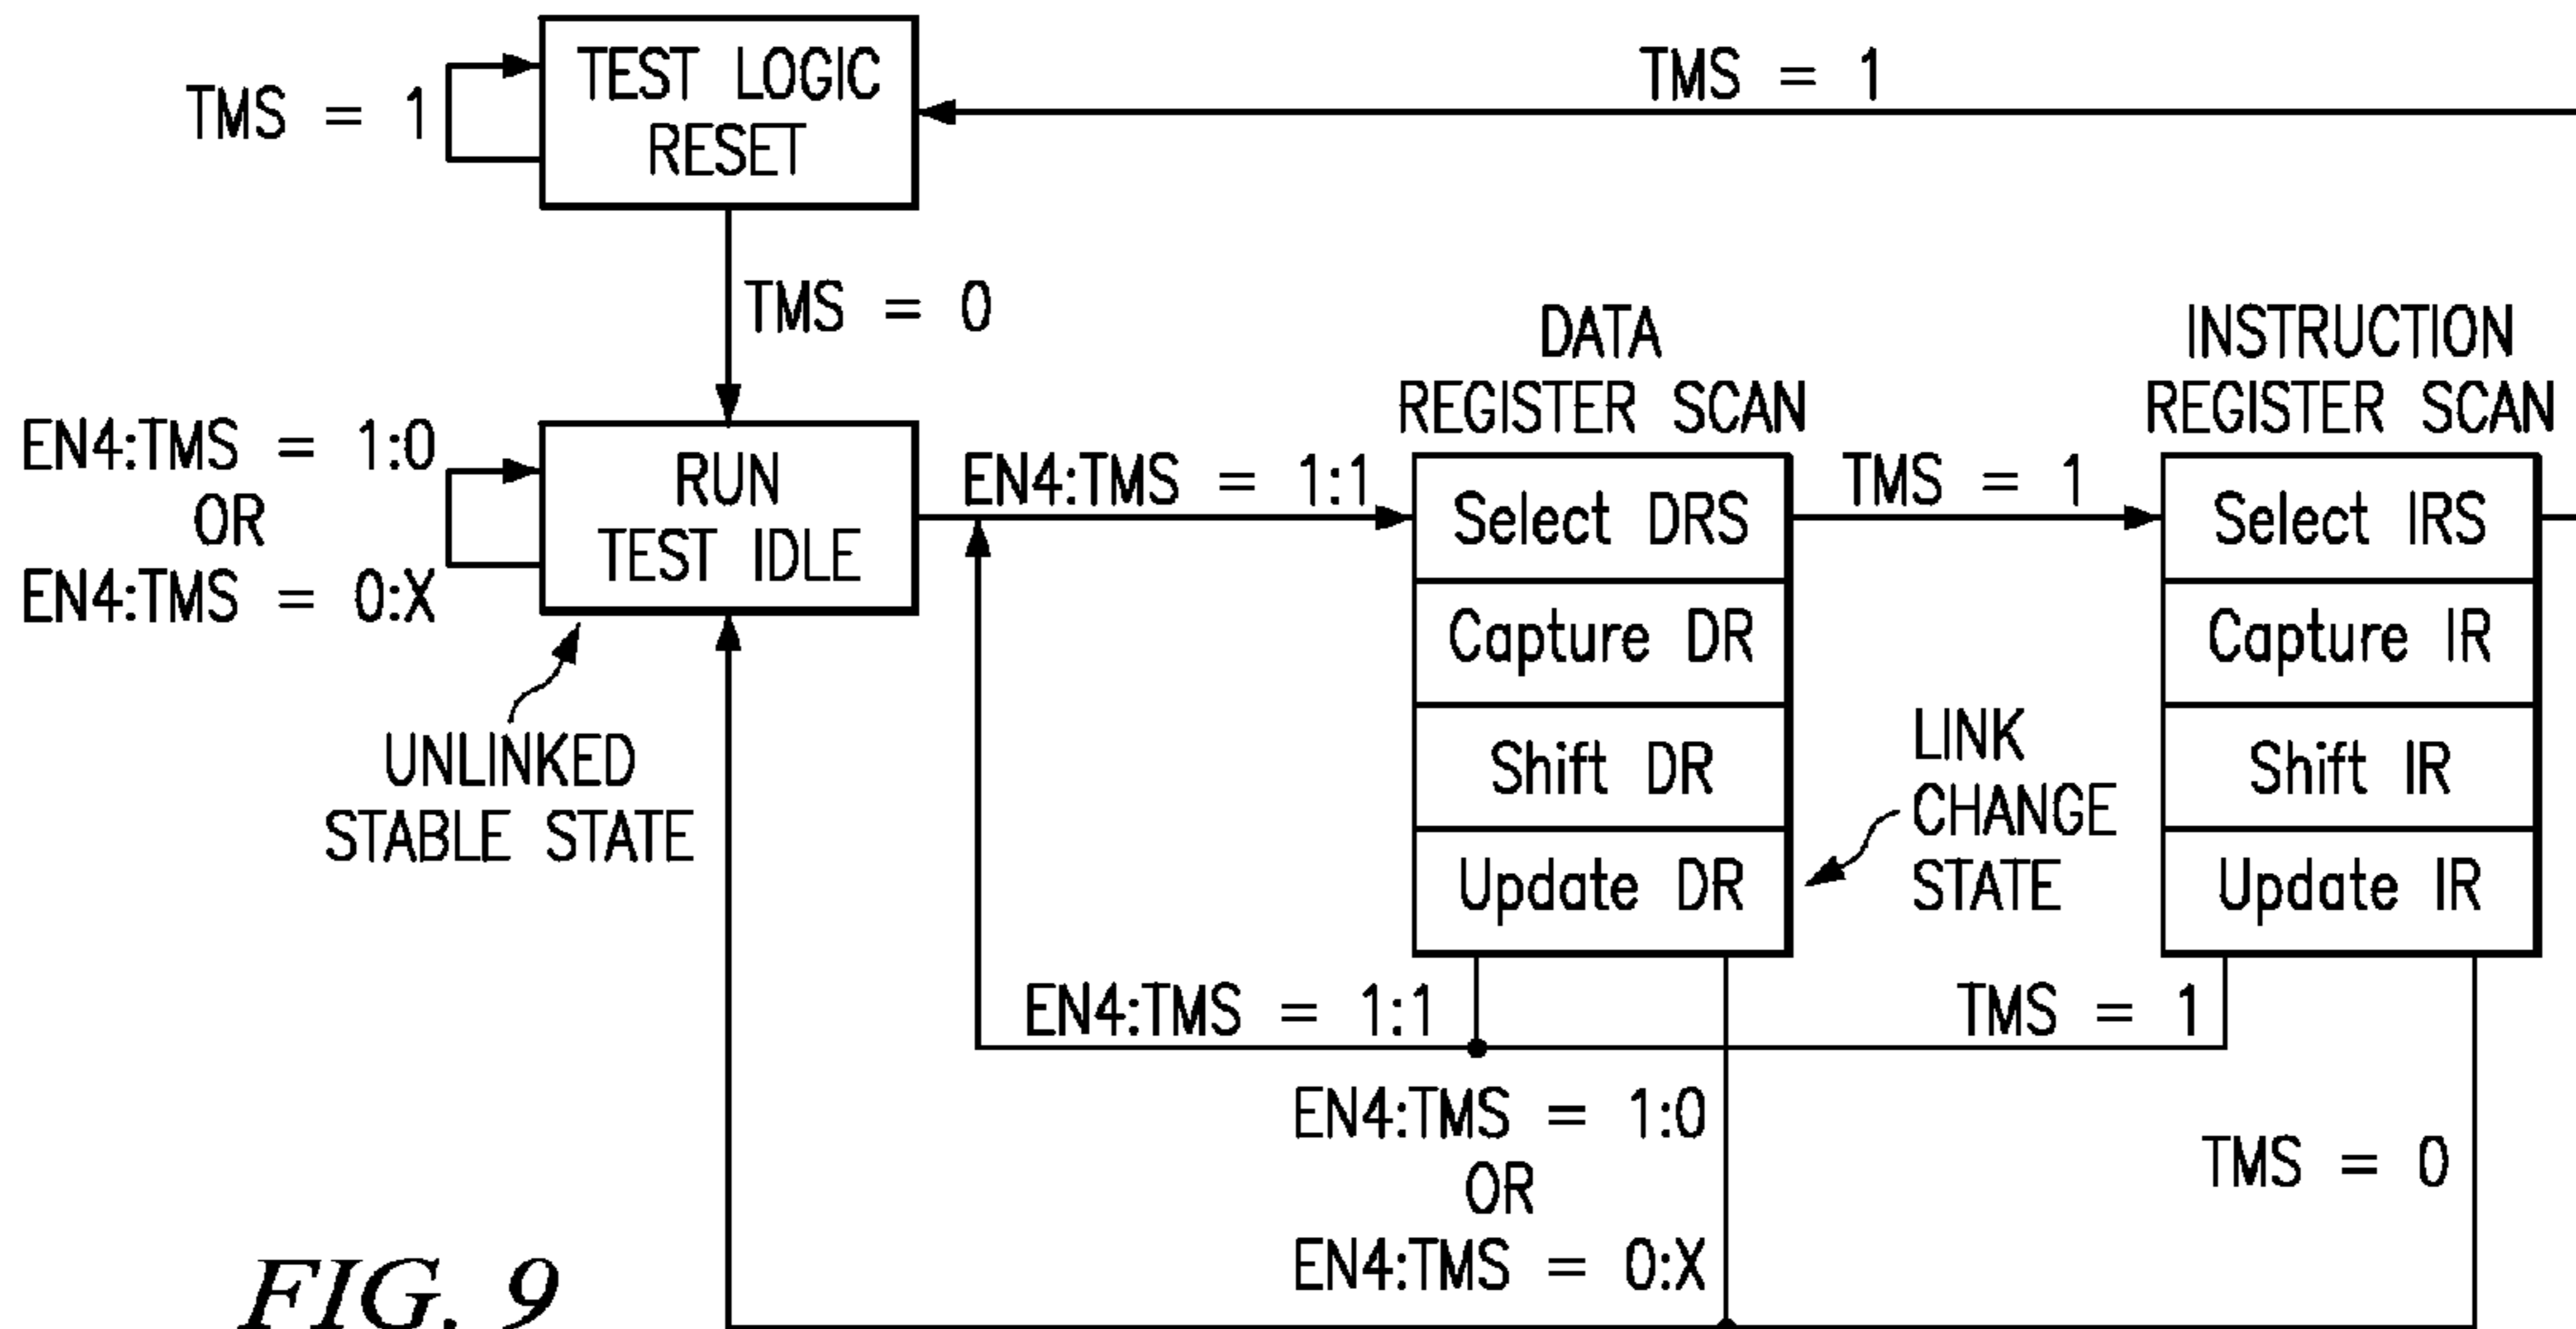 TEST LOGIC
RESET
TMS = 1
TMS = 1
TMS = 0
DATA
REGISTER SCAN
INSTRUCTION
REGISTER SCAN
EN4:TMS = 1:0
OR
EN4:TMS = 0:X
RUN
TEST IDLE
EN4:TMS = 1:1
Select DRS
Capture DR
Shift DR
Update DR
TMS = 1
Select IRS
Capture IR
Shift IR
Update IR
UNLINKED
STABLE STATE
LINK
CHANGE
STATE
EN4:TMS = 1:1
TMS = 1
EN4:TMS = 1:0
OR
EN4:TMS = 0:X
TMS = 0
FIG. 9